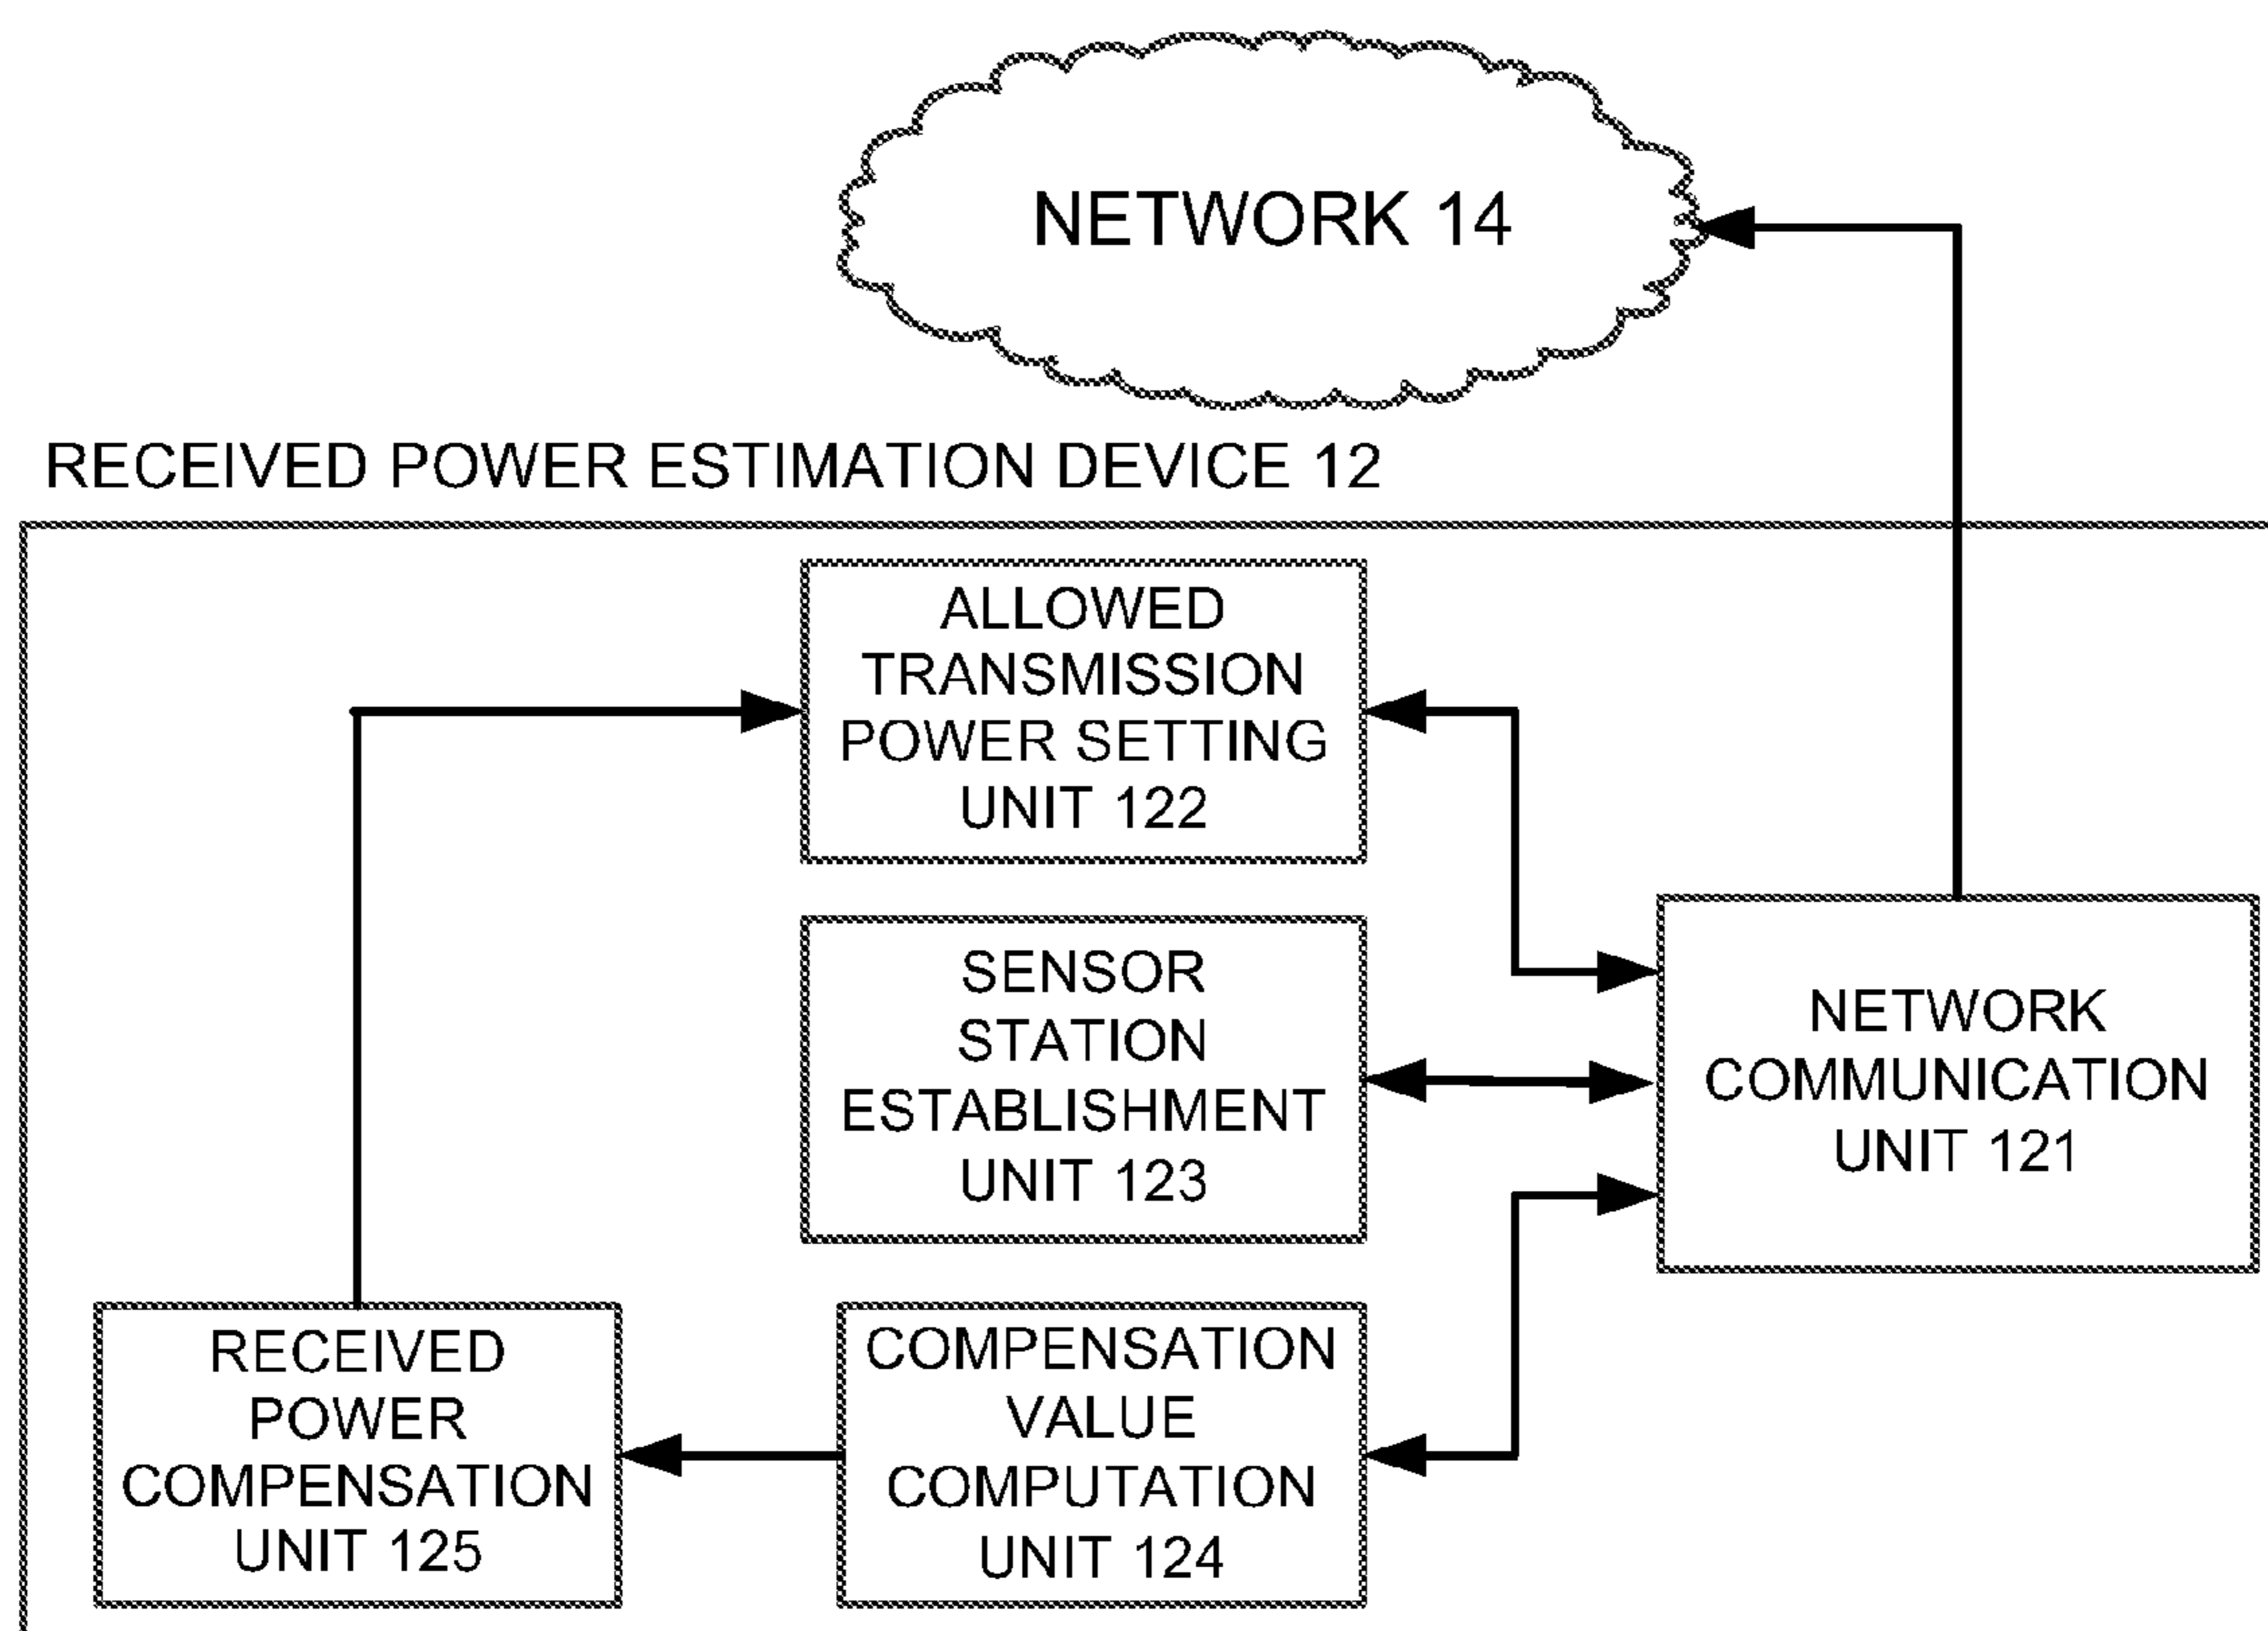 NETWORK 14
RECEIVED POWER ESTIMATION DEVICE 12
ALLOWED
TRANSMISSION
POWER SETTING
UNIT 122
SENSOR
STATION
ESTABLISHMENT
UNIT 123
NETWORK
COMMUNICATION
UNIT 121
RECEIVED
POWER
COMPENSATION
UNIT 125
COMPENSATION
VALUE
COMPUTATION
UNIT 124